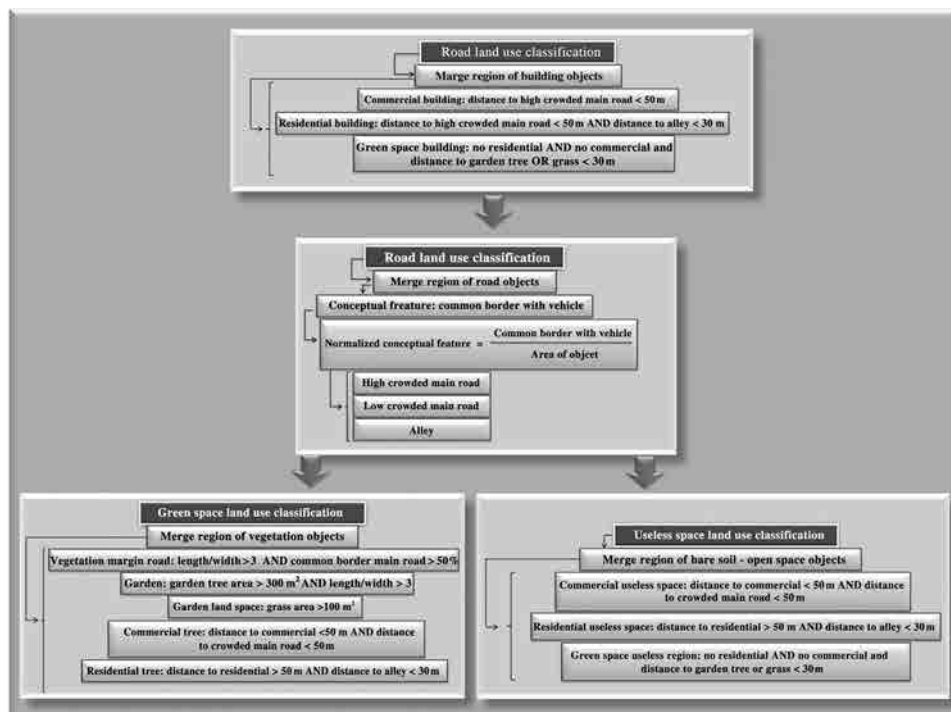 Road land use classification
Marge region of building objects
Commercial building: distance to high crowded main road < 50 m
Residential building: distance to high crowded main road < 50 m AND distance to alley < 30 m
Green space building: no residential AND no commercial and
distance to garden tree OR grass < 30 m
Road land use classification
Merge region of road objects
Conceptual freature: common border with vehicle
Normalized conceptual feature = Common border with vehicle
Area of objcet
High crowded main road
Low crowded main road
Alley
Green space land use classification
Merge region of vegetation objects
Vegetation margin road: length/width > 3 AND common border main road > 50%
Garden: garden tree area > 300 m² AND length/width > 3
Garden land space: grass area >100 m²
Commercial tree: distance to commercial <50 m AND distance
to crowded main road < 50m
Residential tree: distance to residential > 50 m AND distance to alley < 30m
Useless space land use classification
Merge region of bare soil - open space objects
Commercial useless space: distance to commercial < 50m AND distance
to crowded main road < 50m
Residential useless space: distance to residential > 50 m AND distance to alley < 30m
Green space useless region: no residential AND no commercial and
distance to garden tree or grass < 30m